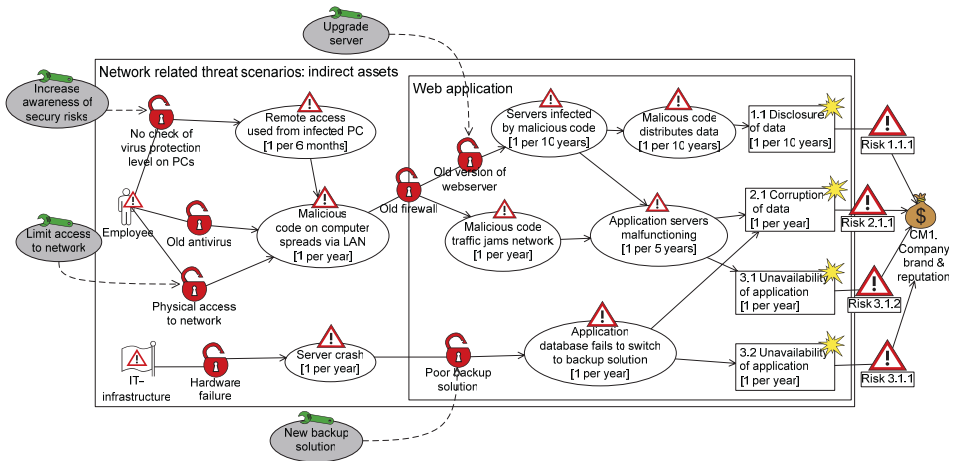 Upgrade
server
Network related threat scenarios: indirect assets
Increase
awareness of
secury risks
Web application
No check of
virus protection
level on PCs
Remote access
used from infected PC
[1 per 6 months]
Servers infected
by malicious code
[1 per 10 years]
Malicious code
distributes data
[1 per 10 years]
1.1 Disclosure
of data
[1 per 10 years]
Risk 1.1.1
Old version of
webserver
Old firewall
Employee
Limit access
to network
Old antivirus
Malicious
code on computer
spreads via LAN
[1 per year]
Malicious code
traffic jams network
[1 per year]
Application servers
malfunctioning
[1 per 5 years]
2.1 Corruption
of data
[1 per year]
Risk 2.1.1
$
CM1.
Company
brand &
reputation
Physical access
to network
3.1 Unavailability
of application
[1 per year]
Risk 3.1.2
IT-
infrastructure
Hardware
failure
Server crash
[1 per year]
Poor backup
solution
Application
database fails to switch
to backup solution
[1 per year]
3.2 Unavailability
of application
[1 per year]
Risk 3.1.1
New backup
solution